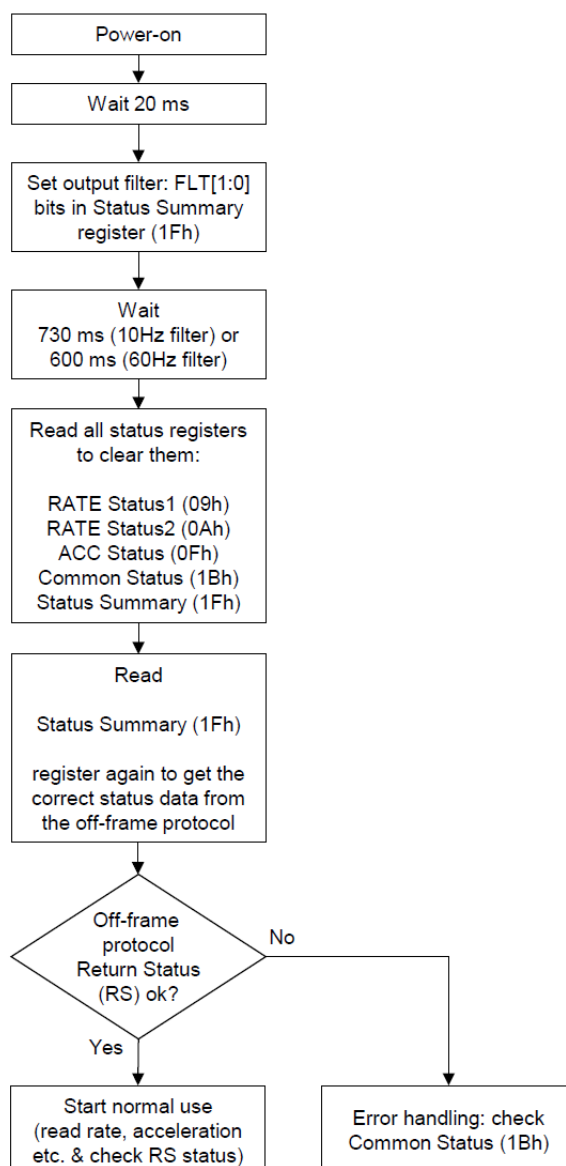 Power-on
Wait 20 ms
Set output filter: FLT[1:0]
bits in Status Summary
register (1Fh)
Wait
730 ms (10Hz filter) or
600 ms (60Hz filter)
Read all status registers
to clear them:
RATE Status1 (09h)
RATE Status2 (0Ah)
ACC Status (0Fh)
Common Status (1Bh)
Status Summary (1Fh)
Read
Status Summary (1Fh)
register again to get the
correct status data from
the off-frame protocol
Off-frame
protocol
Return Status
(RS) ok?
No
Yes
Start normal use
(read rate, acceleration
etc. & check RS status)
Error handling: check
Common Status (1Bh)